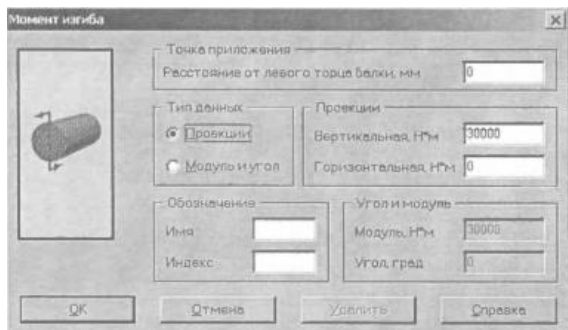 Момент изгиба
Точка приложения
Расстояние от левого торца балки, мм 0
Тип данных
Проекции
Модуль и угол
Проекции
Вертикальная, Н*м 30000
Горизонтальная, Н*м 0
Обозначение
Имя
Индекс
Угол и модуль
Модуль, Н*м 30000
Угол, град 0
OK Отмена Удалить Справка